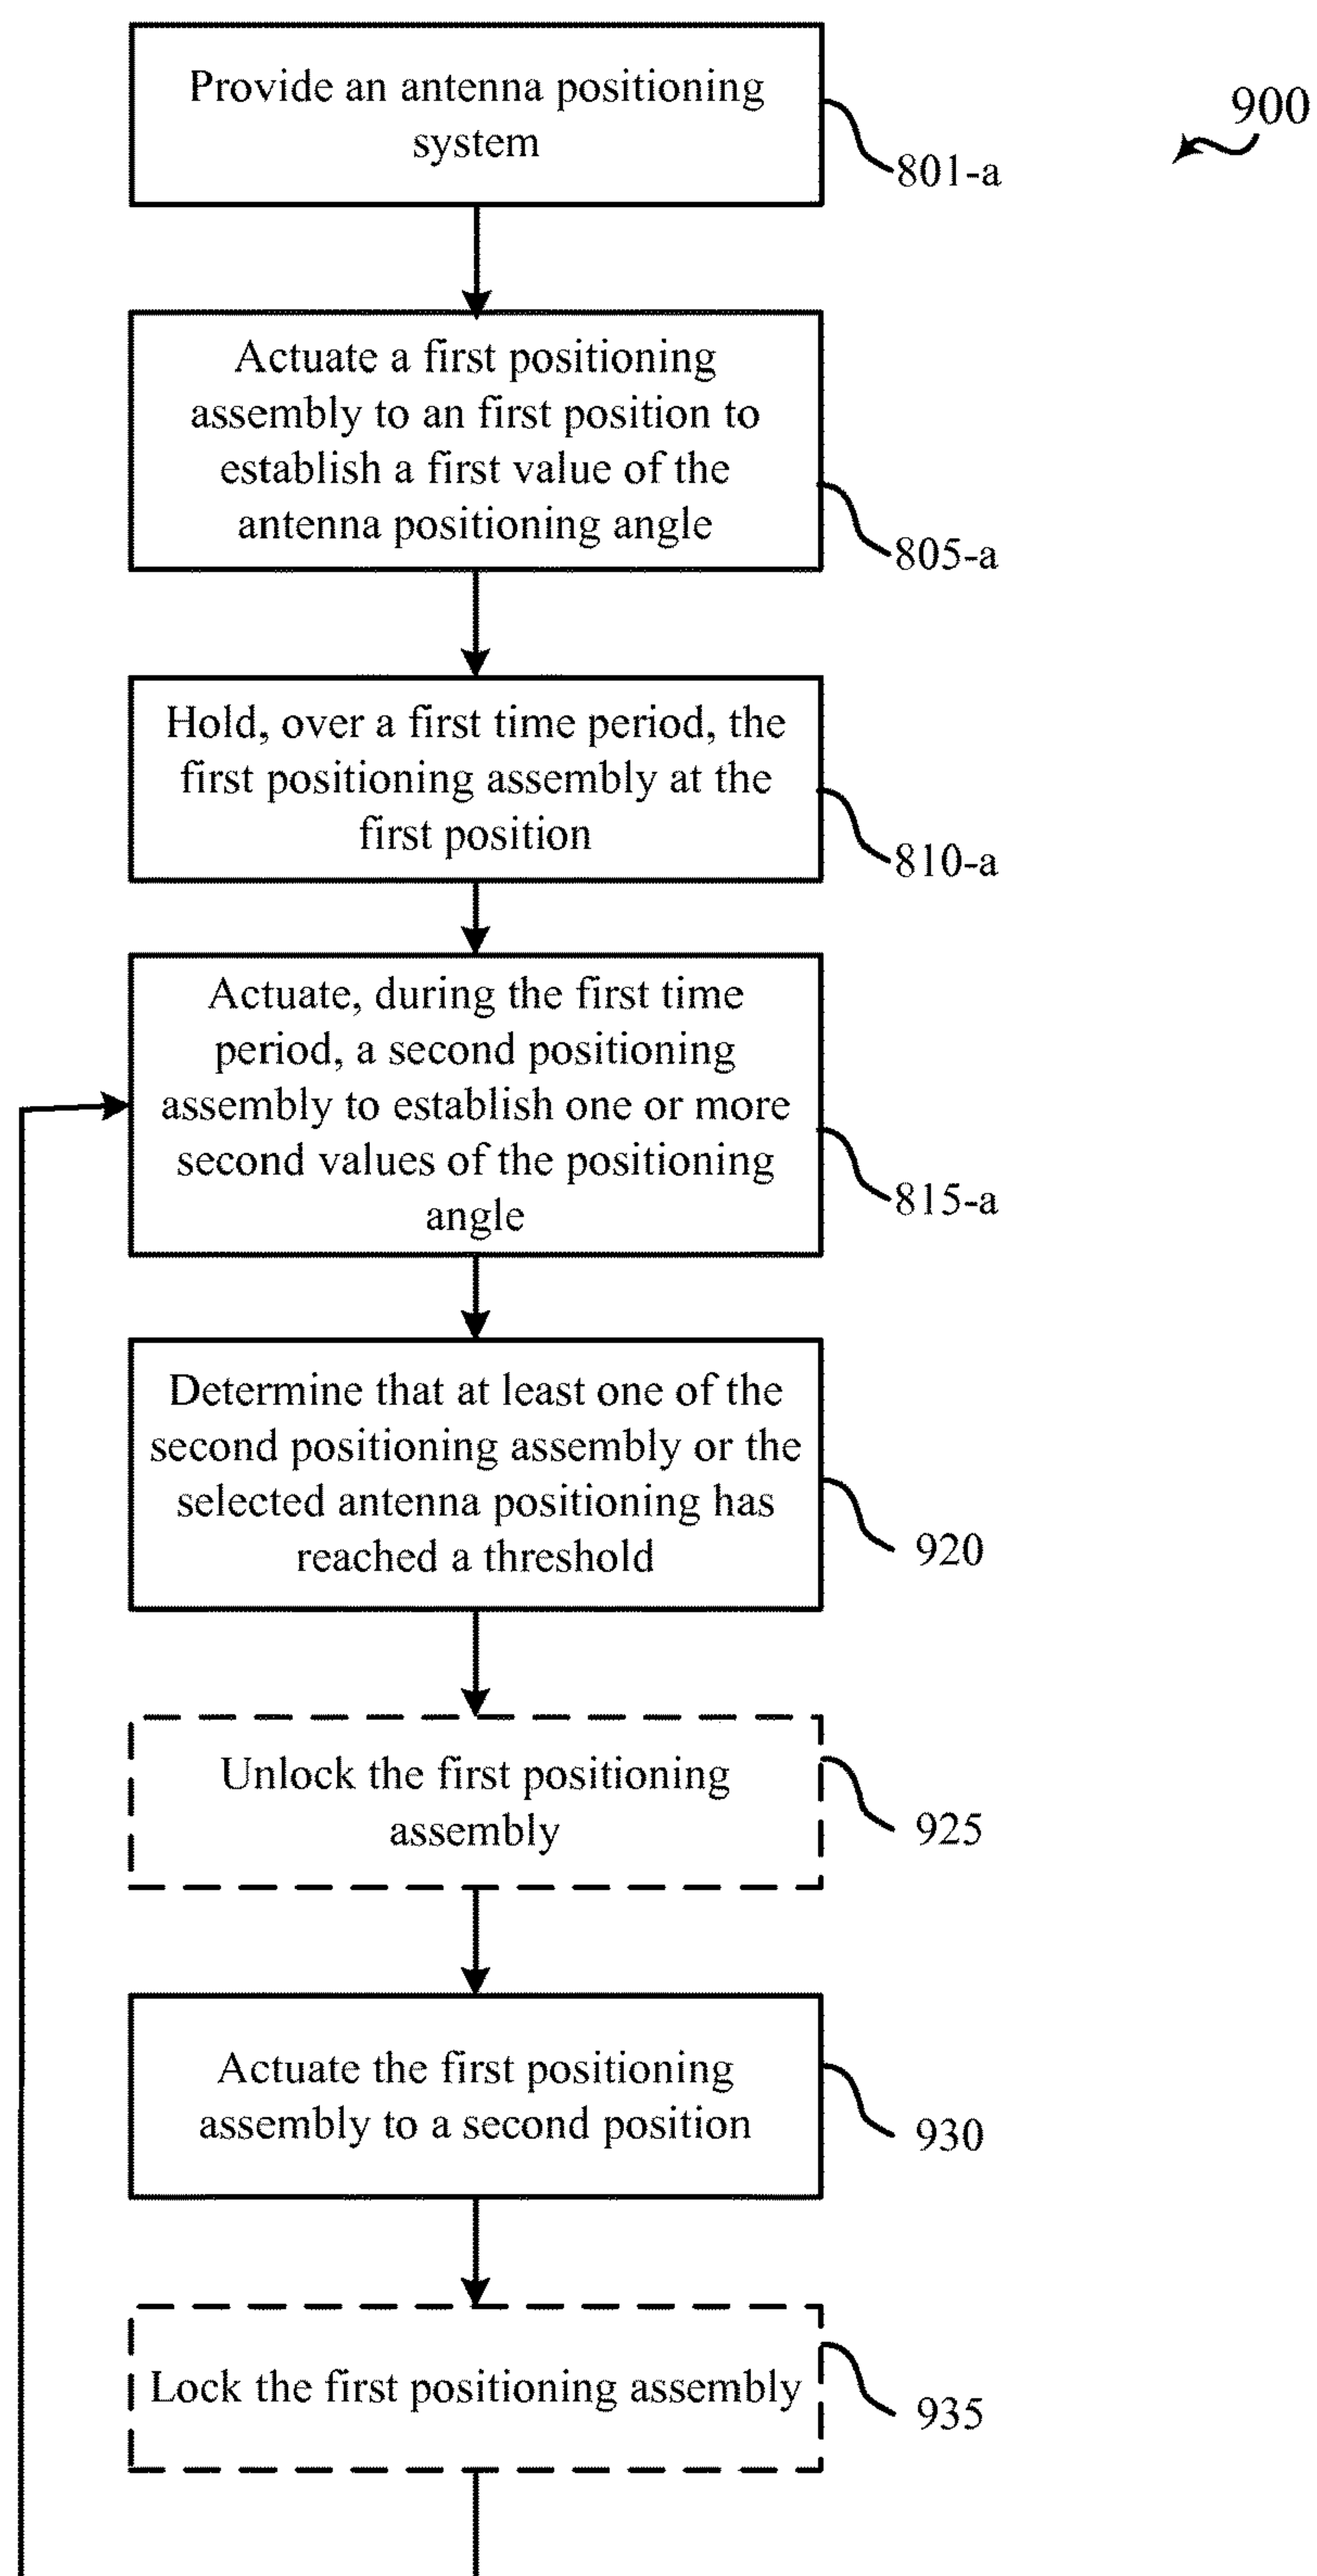 Provide an antenna positioning
system
900
801-a
Actuate a first positioning
assembly to an first position to
establish a first value of the
antenna positioning angle
805-a
Hold, over a first time period, the
first positioning assembly at the
first position
810-a
Actuate, during the first time
period, a second positioning
assembly to establish one or more
second values of the positioning
angle
815-a
Determine that at least one of the
second positioning assembly or the
selected antenna positioning has
reached a threshold
920
Unlock the first positioning
assembly
925
Actuate the first positioning
assembly to a second position
930
Lock the first positioning assembly
935